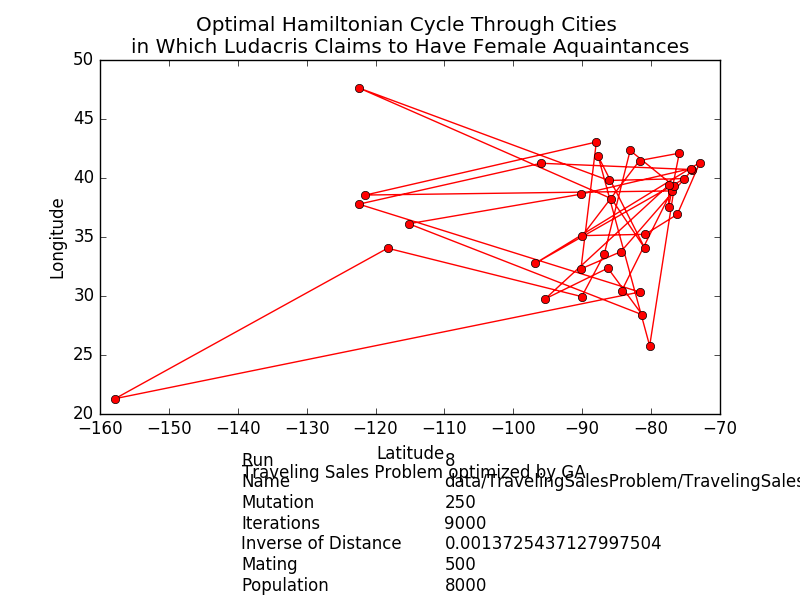 Optimal Hamiltonian Cycle Through Cities
in Which Ludacris Claims to Have Female Aquaintances
50
45
40
35
30
25
20
Longitude
−160 −150 −140 −130 −120 −110 −100 −90 −80 −70
Latitude
Run 8
Traveling Sales Problem optimized by GA
Name data/TravelingSalesProblem/TravelingSales
Mutation 250
Iterations 9000
Inverse of Distance 0.0013725437127997504
Mating 500
Population 8000